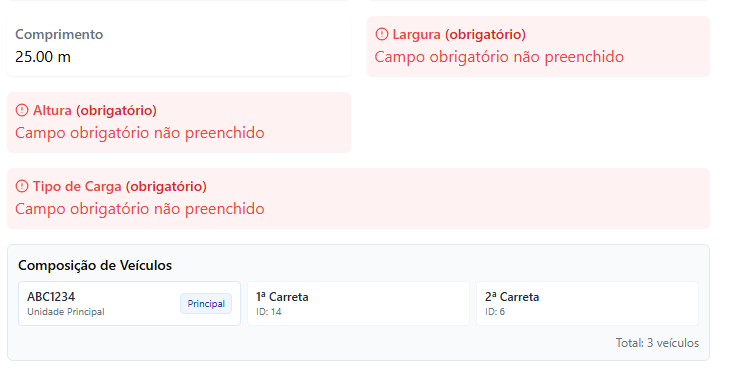 Comprimento
25.00 m
Largura (obrigatório)
Campo obrigatório não preenchido
Altura (obrigatório)
Campo obrigatório não preenchido
Tipo de Carga (obrigatório)
Campo obrigatório não preenchido
Composição de Veículos
ABC1234
Unidade Principal
Principal
1ª Carreta
ID: 14
2ª Carreta
ID: 6
Total: 3 veículos